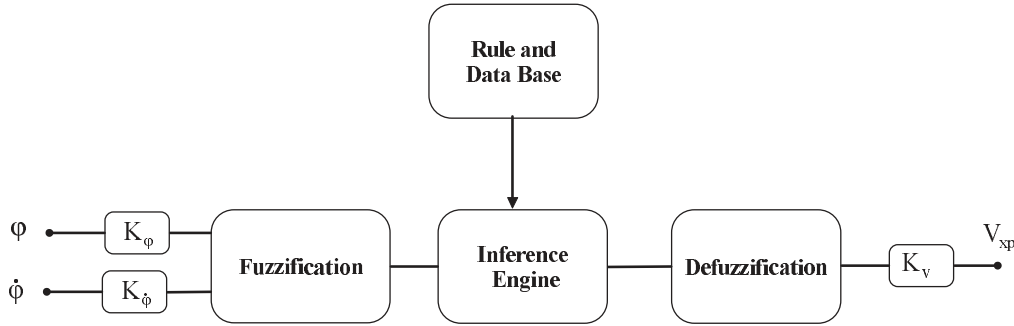 Rule and
Data Base
φ
K_φ
Fuzzification
Inference
Engine
Defuzzification
K_v
V_xp
φ̇
K_φ̇